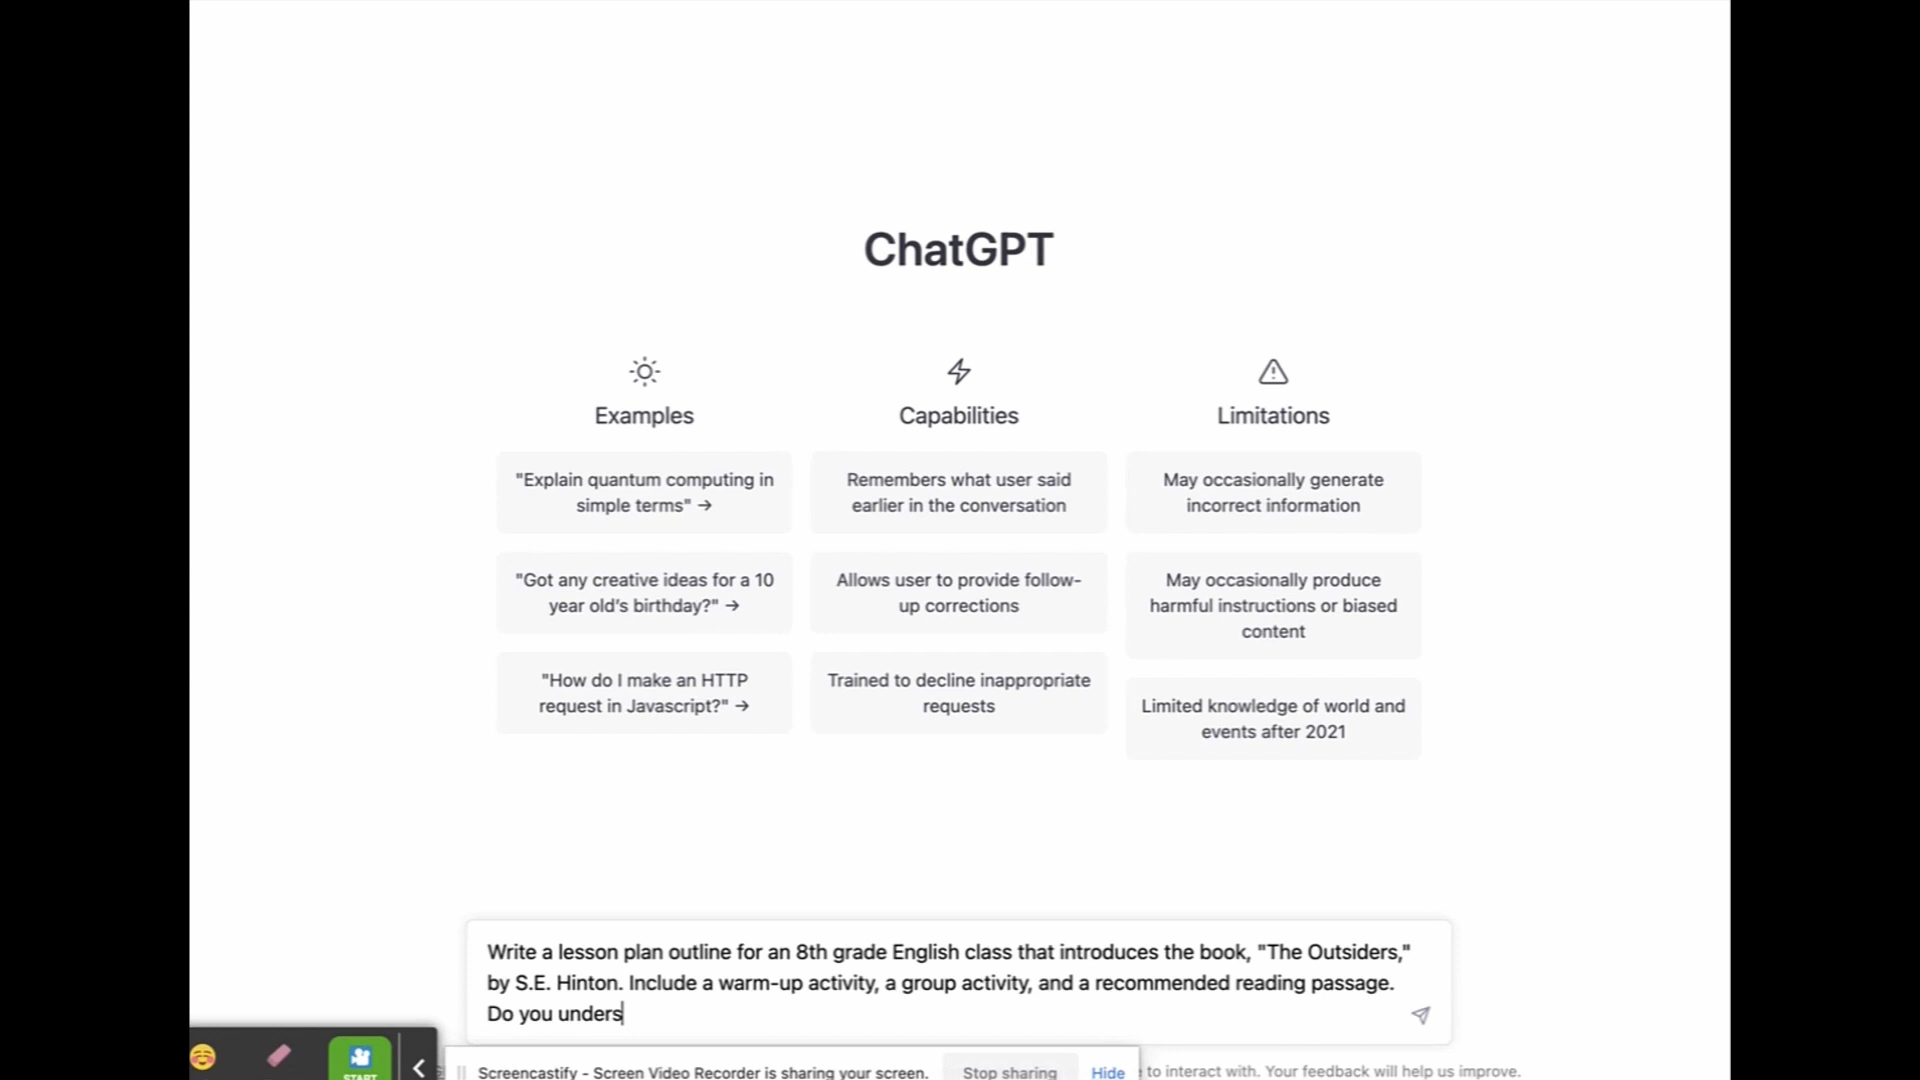 ChatGPT
Examples
Capabilities
Limitations
"Explain quantum computing in
simple terms" →
Remembers what user said
earlier in the conversation
May occasionally generate
incorrect information
"Got any creative ideas for a 10
year old's birthday?" →
Allows user to provide follow-
up corrections
May occasionally produce
harmful instructions or biased
content
"How do I make an HTTP
request in Javascript?" →
Trained to decline inappropriate
requests
Limited knowledge of world and
events after 2021
Write a lesson plan outline for an 8th grade English class that introduces the book, "The Outsiders,"
by S.E. Hinton. Include a warm-up activity, a group activity, and a recommended reading passage.
Do you unders
START
Screencastify - Screen Video Recorder is sharing your screen.
Stop sharing
Hide
to interact with. Your feedback will help us improve.